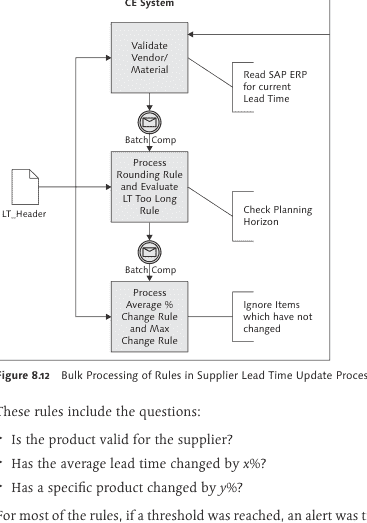 CE System
Validate
Vendor/
Material
Read SAP ERP
for current
Lead Time
Batch Comp
Process
Rounding Rule
and Evaluate
LT Too Long
Rule
LT_Header
Check Planning
Horizon
Batch Comp
Process
Average %
Change Rule
and Max
Change Rule
Ignore Items
which have not
changed
Figure 8.12 Bulk Processing of Rules in Supplier Lead Time Update
These rules include the questions:
• Is the product valid for the supplier?
• Has the average lead time changed by x%?
• Has a specific product changed by y%?
For most of the rules, if a threshold was reached, an alert was